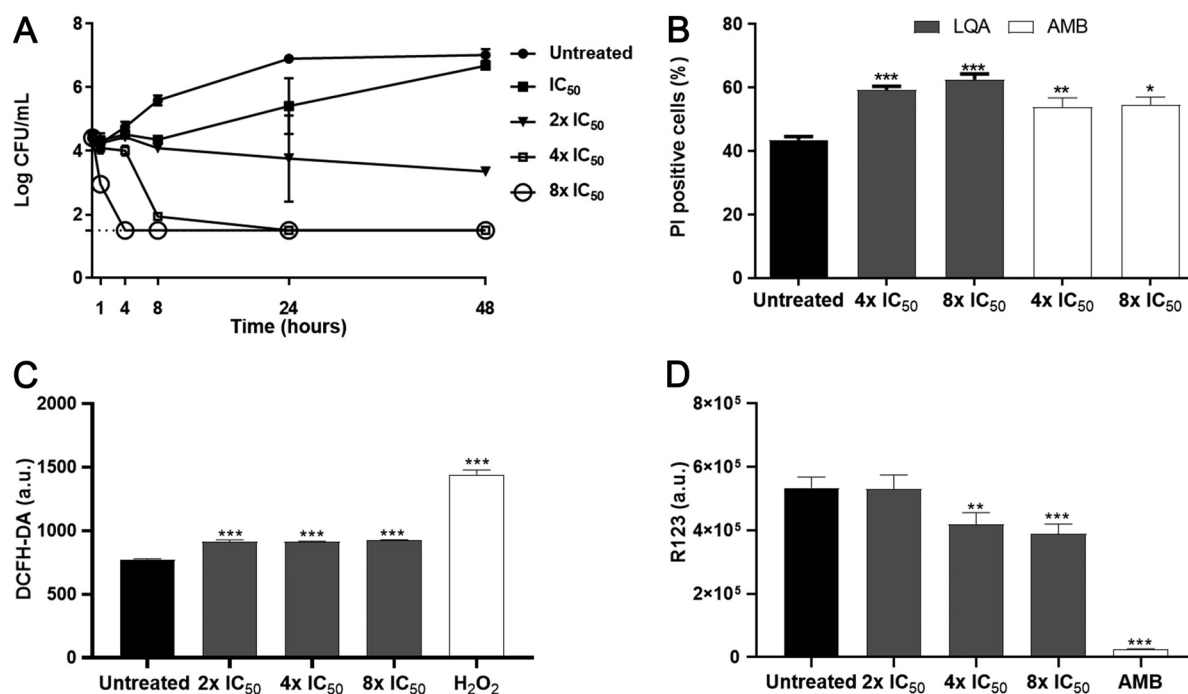 A
Log CFU/mL
8
6
4
2
0
1 4 8 24 48
Time (hours)
Untreated
IC50
2x IC50
4x IC50
8x IC50
B
LQA AMB
PI positive cells (%)
80
60
40
20
0
*** *** ** *
Untreated 4x IC50 8x IC50 4x IC50 8x IC50
C
DCFH-DA (a.u.)
2000
1500
1000
500
0
*** *** *** ***
Untreated 2x IC50 4x IC50 8x IC50 H2O2
D
R123 (a.u.)
8×10⁵
6×10⁵
4×10⁵
2×10⁵
0
** *** ***
Untreated 2x IC50 4x IC50 8x IC50 AMB